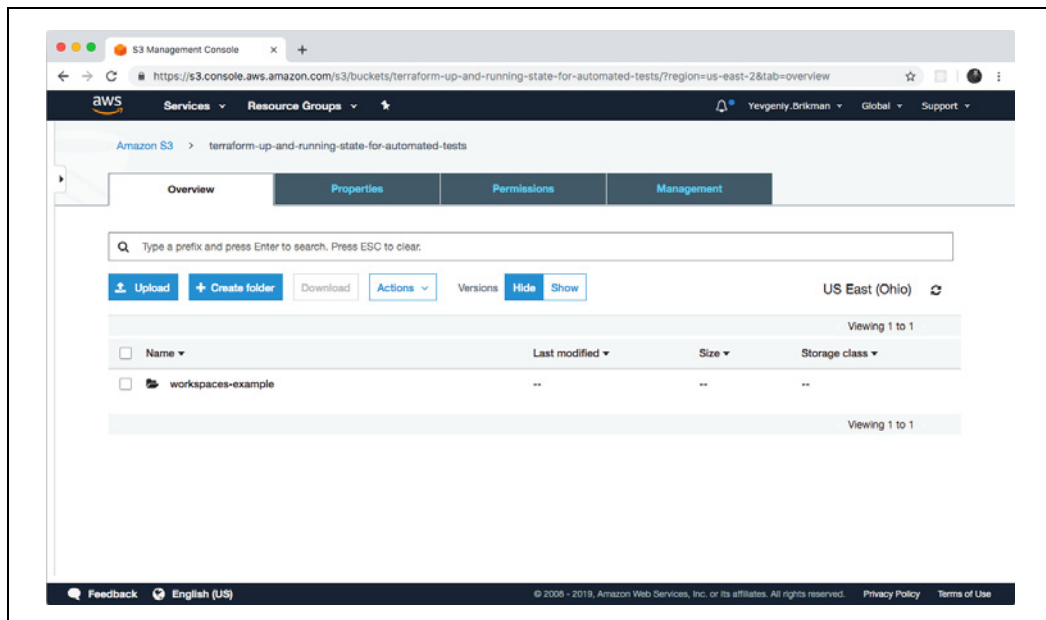 S3 Management Console
https://s3.console.aws.amazon.com/s3/buckets/terraform-up-and-running-state-for-automated-tests/?region=us-east-2&tab=overview
aws Services Resource Groups Yevgeniy.Brikman Global Support
Amazon S3 > terraform-up-and-running-state-for-automated-tests
Overview Properties Permissions Management
Type a prefix and press Enter to search. Press ESC to clear.
Upload + Create folder Download Actions Versions Hide Show US East (Ohio)
Viewing 1 to 1
Name Last modified Size Storage class
workspaces-example -- -- --
Viewing 1 to 1
Feedback English (US) © 2008 - 2019, Amazon Web Services, Inc. or its affiliates. All rights reserved. Privacy Policy Terms of Use